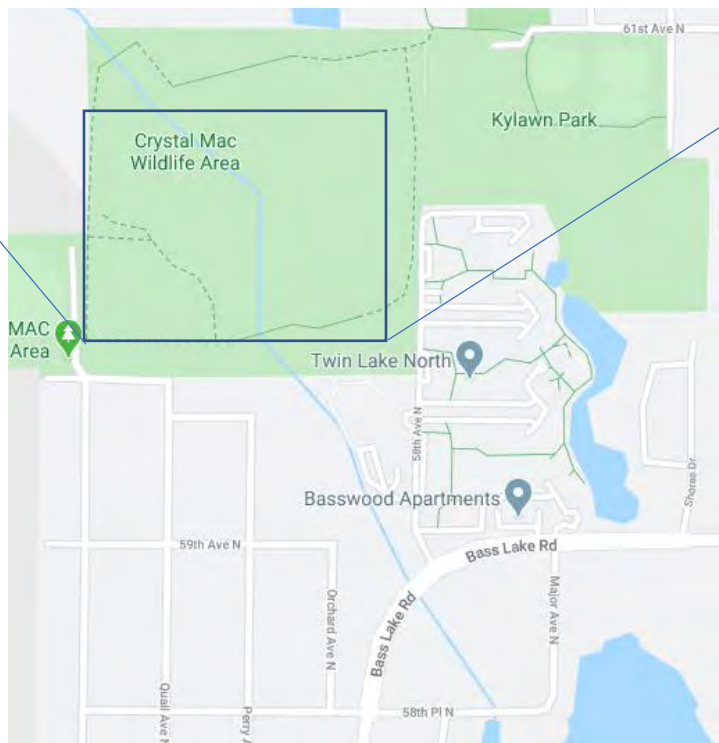 61st Ave N
Kylawn Park
Crystal Mac
Wildlife Area
MAC
Area
Twin Lake North
58th Ave N
Shores Dr
Basswood Apartments
59th Ave N
Bass Lake Rd
Orchard Ave N
Bass Lake Rd
Major Ave N
Quail Ave N
58th Pl N